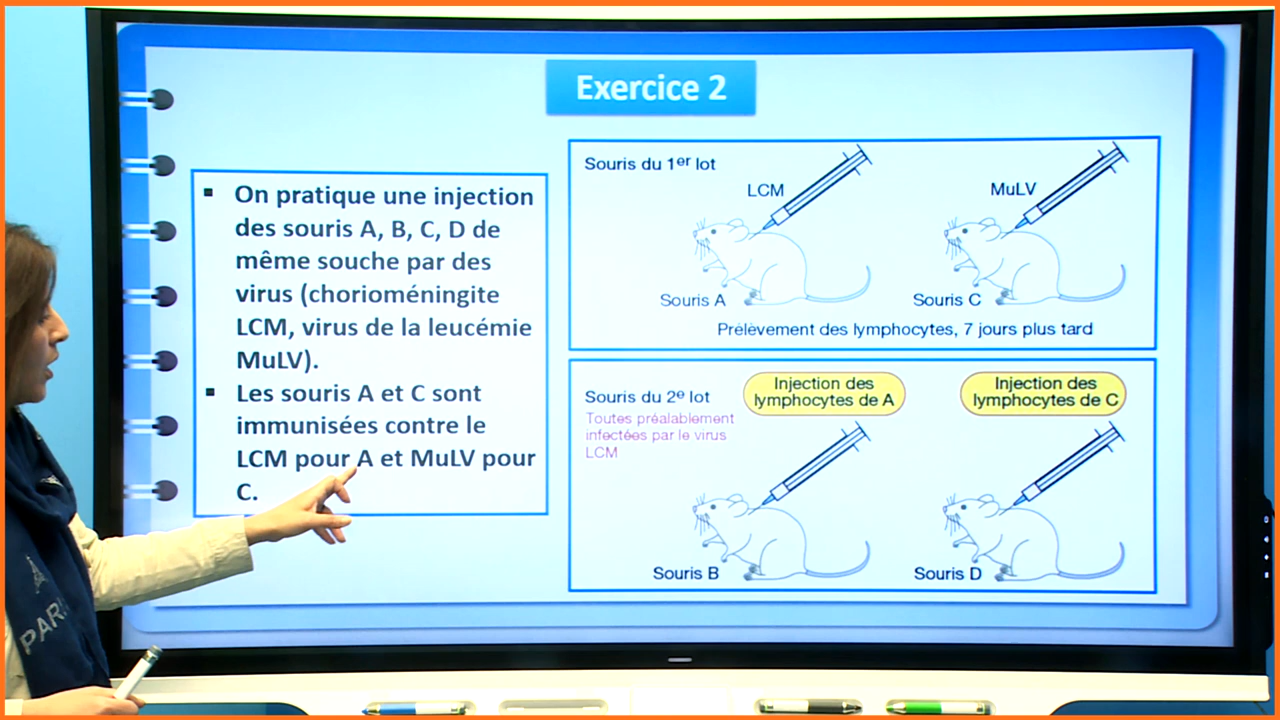 Exercice 2
▪ On pratique une injection
des souris A, B, C, D de
même souche par des
virus (chorioméningite
LCM, virus de la leucémie
MuLV).
▪ Les souris A et C sont
immunisées contre le
LCM pour A et MuLV pour
C.
Souris du 1er lot
LCM
MuLV
Souris A
Souris C
Prélèvement des lymphocytes, 7 jours plus tard
Souris du 2e lot
Toutes préalablement
infectées par le virus
LCM
Injection des
lymphocytes de A
Injection des
lymphocytes de C
Souris B
Souris D